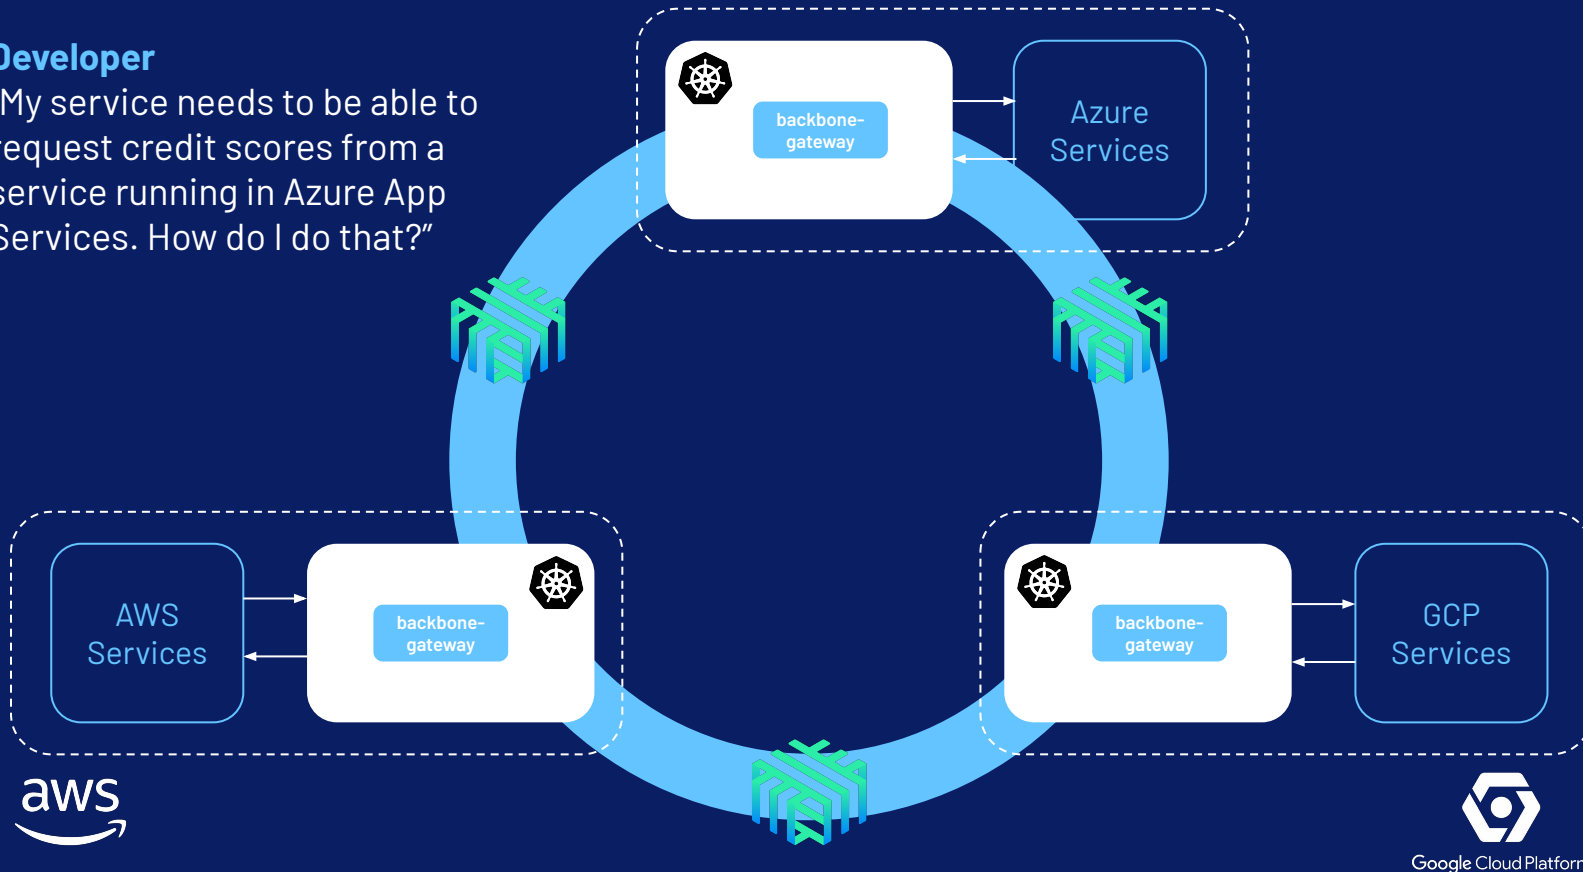 Developer
"My service needs to be able to
request credit scores from a
service running in Azure App
Services. How do I do that?”
backbone-
gateway
Azure
Services
AWS
Services
backbone-
gateway
backbone-
gateway
GCP
Services
aws
Google Cloud Platform